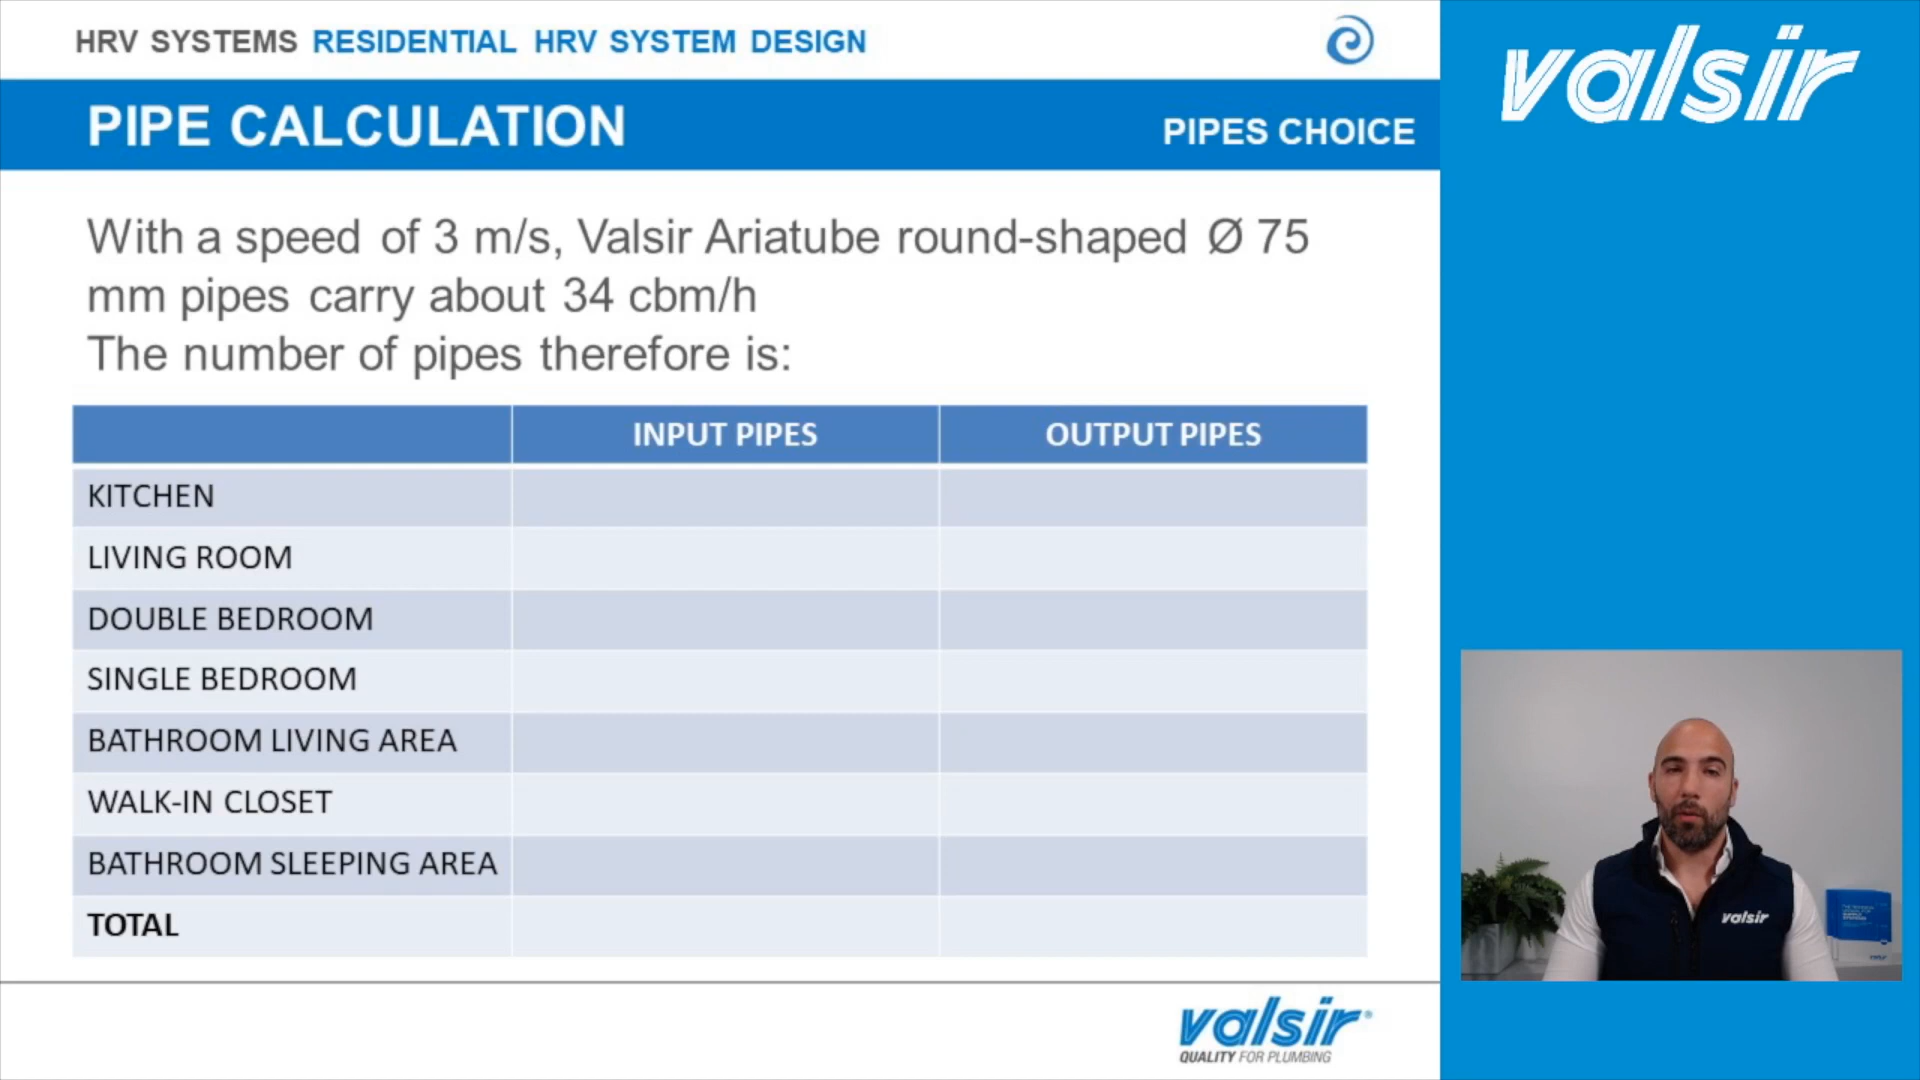 HRV SYSTEMS RESIDENTIAL HRV SYSTEM DESIGN
PIPE CALCULATION
PIPES CHOICE
With a speed of 3 m/s, Valsir Ariatube round-shaped Ø 75
mm pipes carry about 34 cbm/h
The number of pipes therefore is:
INPUT PIPES
OUTPUT PIPES
KITCHEN
LIVING ROOM
DOUBLE BEDROOM
SINGLE BEDROOM
BATHROOM LIVING AREA
WALK-IN CLOSET
BATHROOM SLEEPING AREA
TOTAL
valsir®
QUALITY FOR PLUMBING
valsir
valsir